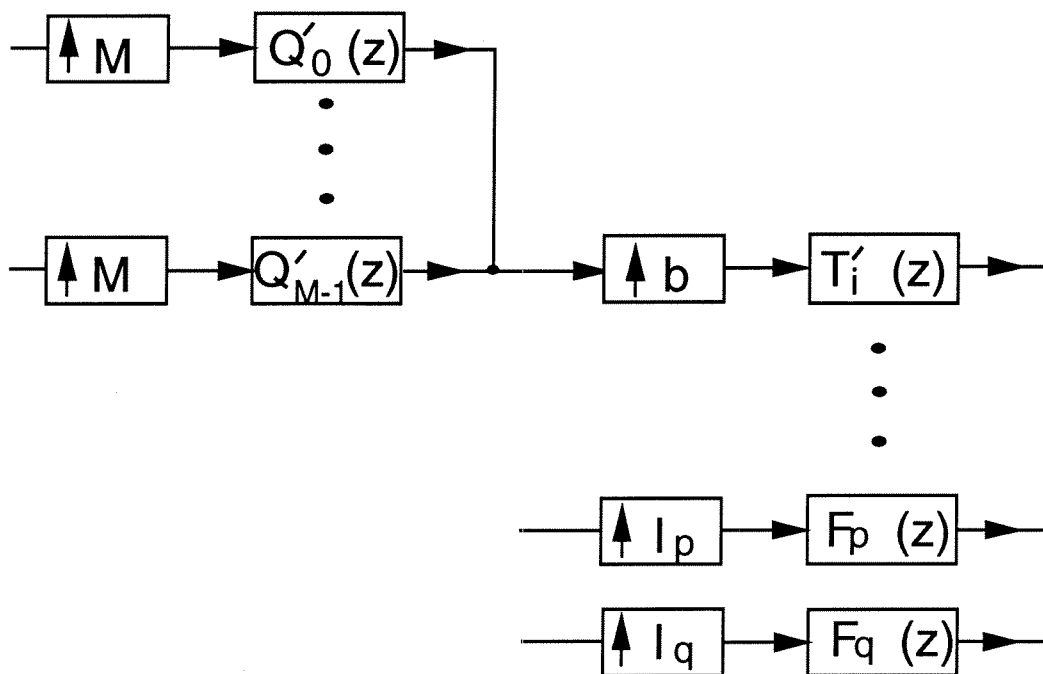 ↑ M Q′0 (z)
↑ M Q′M-1(z) ↑ b T′i (z)
↑ Ip Fp (z)
↑ Iq Fq (z)